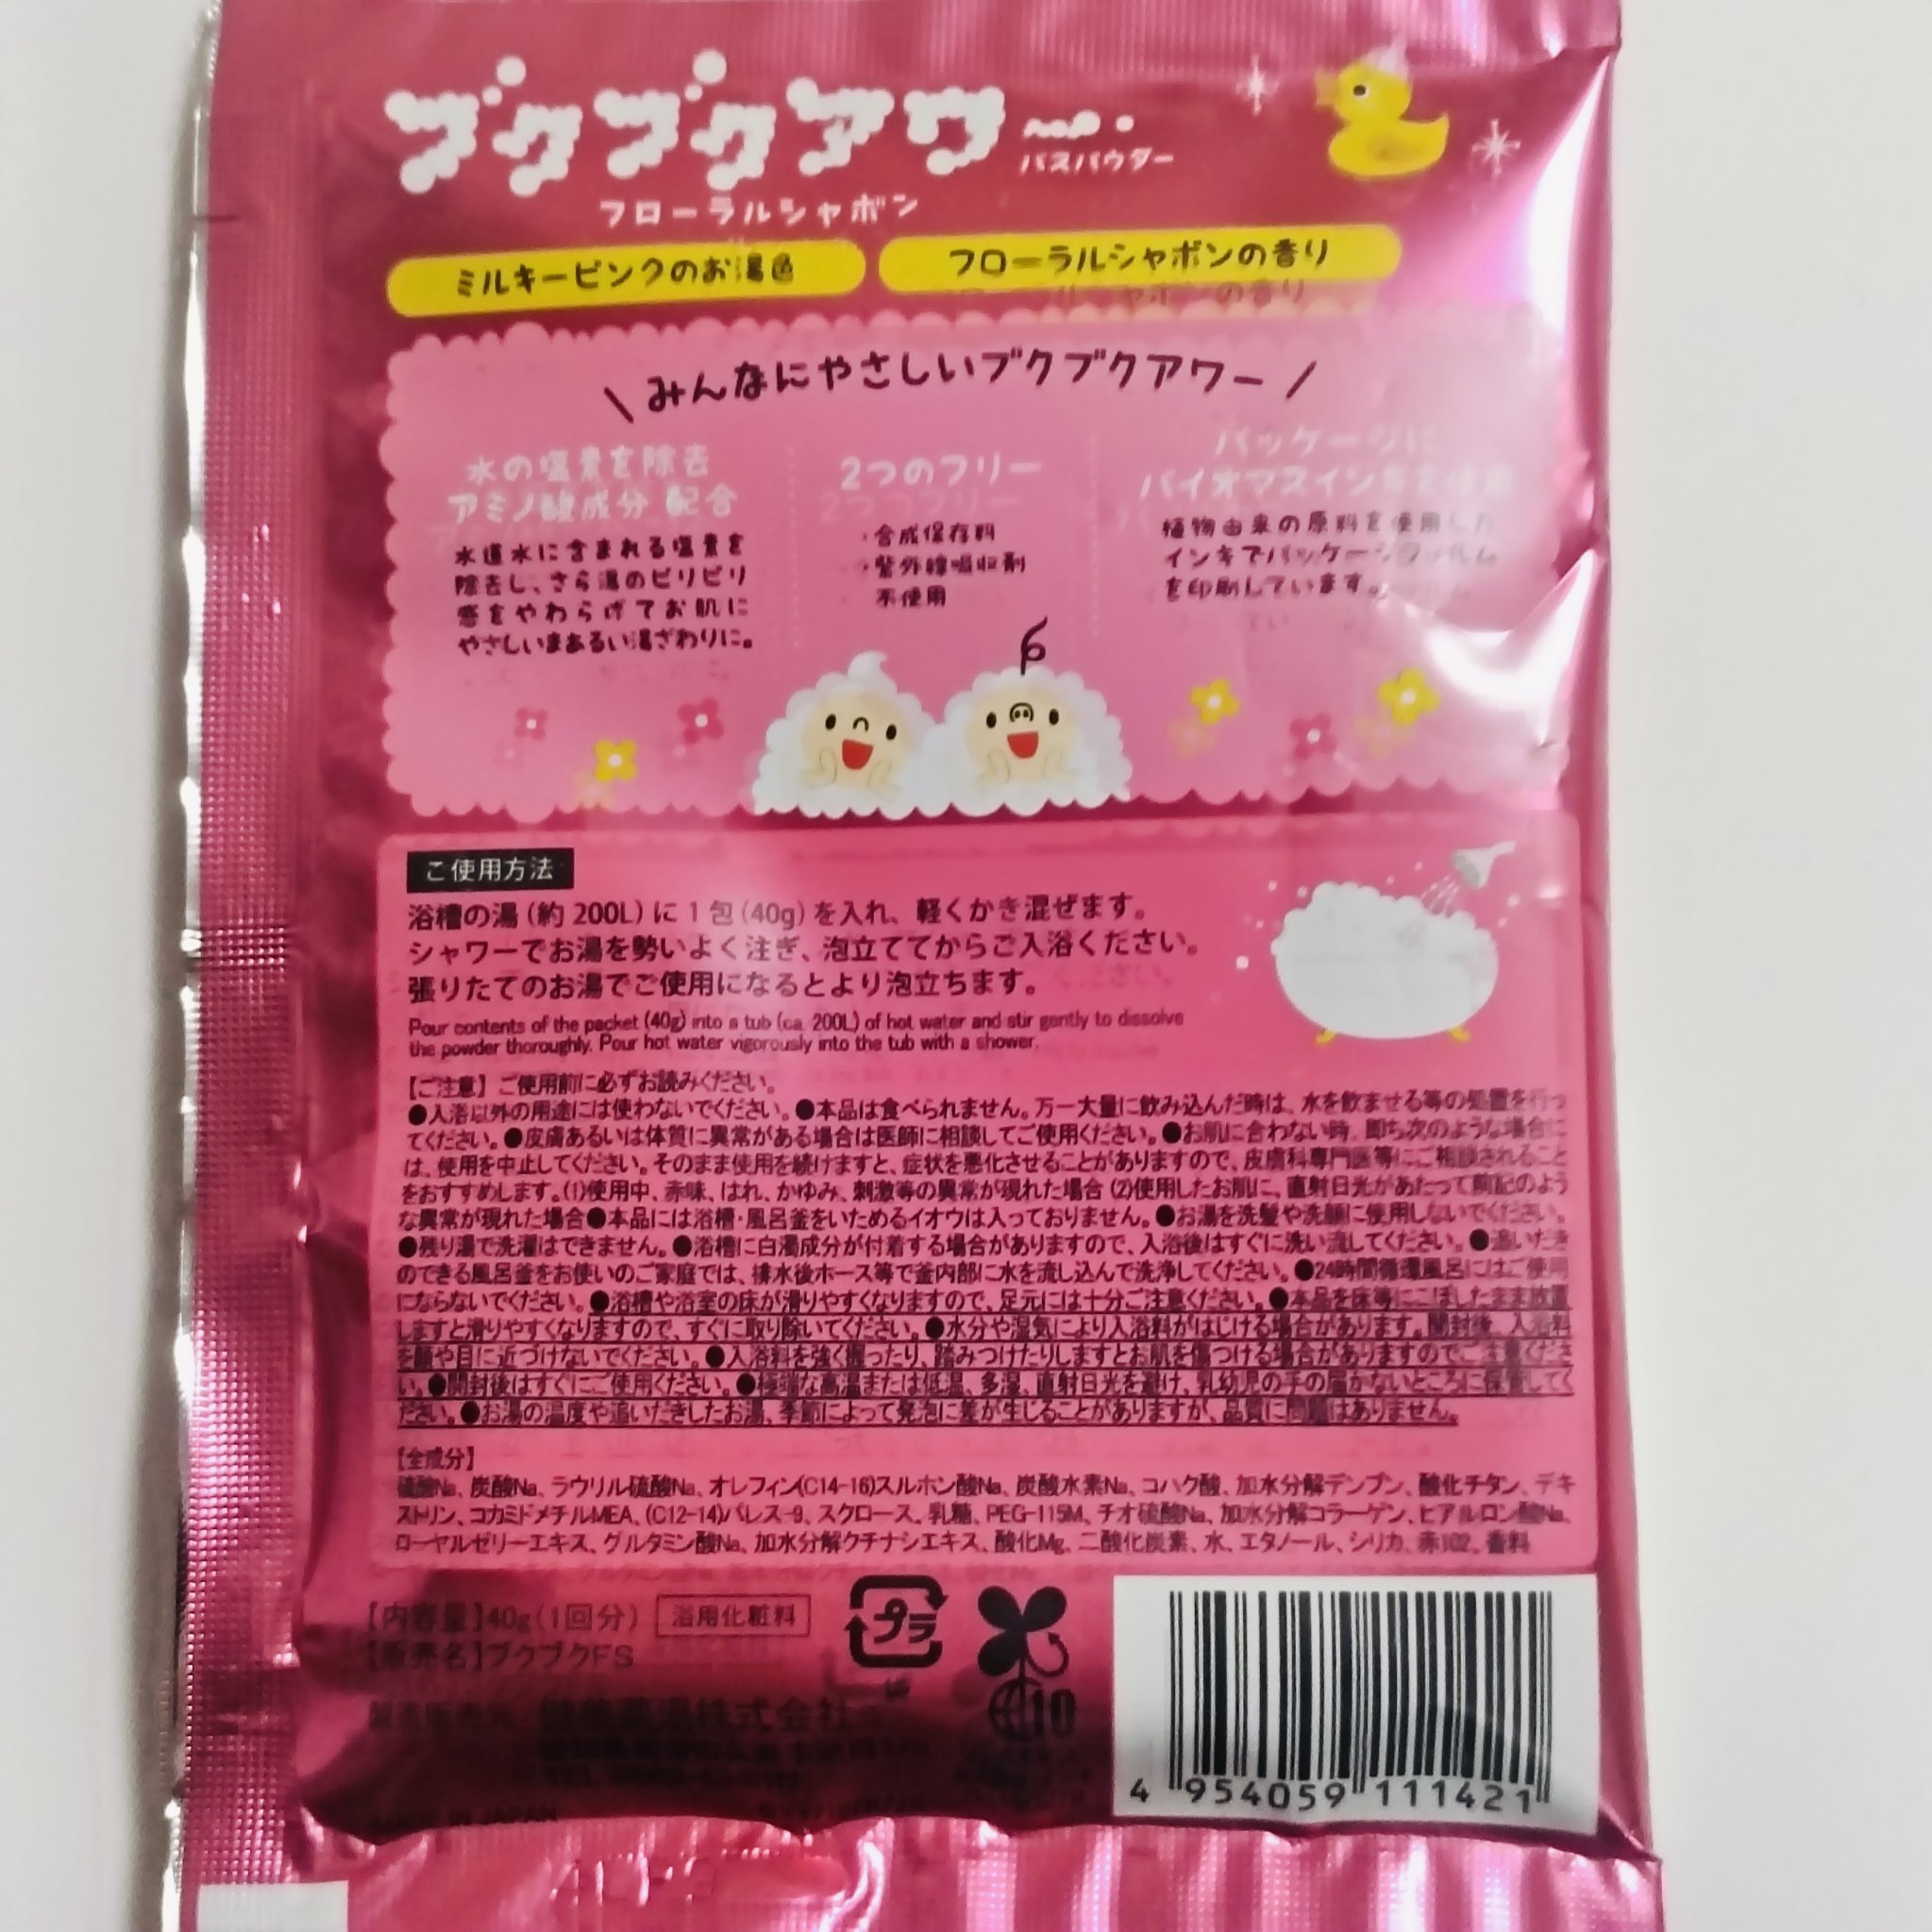 ブクブクアワー
バスパウダー
フローラルシャボン
ミルキーピンクのお湯色
フローラルシャボンの香り
\ みんなにやさしいブクブクアワー /
水の塩素を除去
アミノ酸成分 配合
水道水に含まれる塩素を
除去し、さら湯のピリピリ
感をやわらげてお肌に
やさしいまあるい湯ざわりに。
2つのフリー
・合成保存料
・紫外線吸収剤
不使用
パッケージに
バイオマスインキを使用
植物由来の原料を使用した
インキでパッケージフィルム
を印刷しています。
ご使用方法
浴槽の湯(約 200L)に 1 包(40g)を入れ、軽くかき混ぜます。
シャワーでお湯を勢いよく注ぎ、泡立ててからご入浴ください。
張りたてのお湯でご使用になるとより泡立ちます。
Pour contents of the packet (40g) into a tub (ca. 200L) of hot water and stir gently to dissolve
the powder thoroughly. Pour hot water vigorously into the tub with a shower.
【ご注意】ご使用前に必ずお読みください。
●入浴以外の用途には使わないでください。●本品は食べられません。万一大量に飲み込んだ時は、水を飲ませる等の処置を行っ
てください。●皮膚あるいは体質に異常がある場合は医師に相談してご使用ください。●お肌に合わない時、即ち次のような場合に
は、使用を中止してください。そのまま使用を続けますと、症状を悪化させることがありますので、皮膚科専門医等にご相談されること
をおすすめします。(1)使用中、赤味、はれ、かゆみ、刺激等の異常が現れた場合 (2)使用したお肌に、直射日光があたって前記のよう
な異常が現れた場合●本品には浴槽・風呂釜をいためるイオウは入っておりません。●お湯を洗髪や洗顔に使用しないでください。
●残り湯で洗濯はできません。●浴槽に白濁成分が付着する場合がありますので、入浴後はすぐに洗い流してください。●追いだき
のできる風呂釜をお使いのご家庭では、排水後ホース等で釜内部に水を流し込んで洗浄してください。●24時間循環風呂にはご使用
にならないでください。●浴槽や浴室の床が滑りやすくなりますので、足元には十分ご注意ください。●本品を床等にこぼしたまま放置
しますと滑りやすくなりますので、すぐに取り除いてください。●水分や湿気により入浴料がはじける場合があります。開封後、入浴料
を顔や目に近づけないでください。●入浴料を強く握ったり、踏みつけたりしますとお肌を傷つける場合がありますのでご注意くださ
い。●開封後はすぐにご使用ください。●極端な高温または低温、多湿、直射日光を避け、乳幼児の手の届かないところに保管してく
ださい。●お湯の温度や追いだきしたお湯、季節によって発泡に差が生じることがありますが、品質に問題はありません。
【全成分】
硫酸Na、炭酸Na、ラウリル硫酸Na、オレフィン(C14-16)スルホン酸Na、炭酸水素Na、コハク酸、加水分解デンプン、酸化チタン、デキ
ストリン、コカミドメチルMEA、(C12-14)パレス-9、スクロース、乳糖、PEG-115M、チオ硫酸Na、加水分解コラーゲン、ヒアルロン酸Na、
ローヤルゼリーエキス、グルタミン酸Na、加水分解クチナシエキス、酸化Mg、二酸化炭素、水、エタノール、シリカ、赤102、香料
【内容量】40g(1回分) 浴用化粧料
【販売名】ブクブクFS
製造販売元 健美薬湯株式会社
MADE IN JAPAN
プラ
10
4 954059 111421